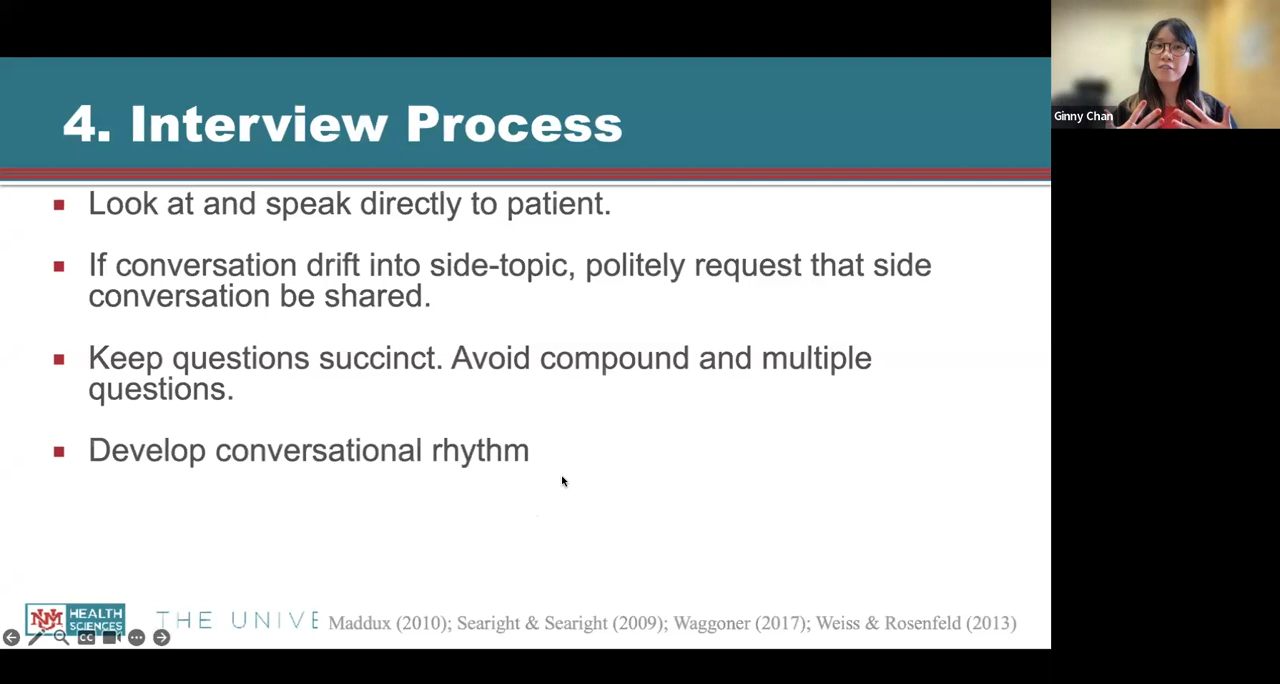 4. Interview Process
Look at and speak directly to patient.
If conversation drift into side-topic, politely request that side
conversation be shared.
Keep questions succinct. Avoid compound and multiple
questions.
Develop conversational rhythm
Ginny Chan
NM HEALTH
SCIENCES
THE UNIVE
Maddux (2010); Searight & Searight (2009); Waggoner (2017); Weiss & Rosenfeld (2013)
CC